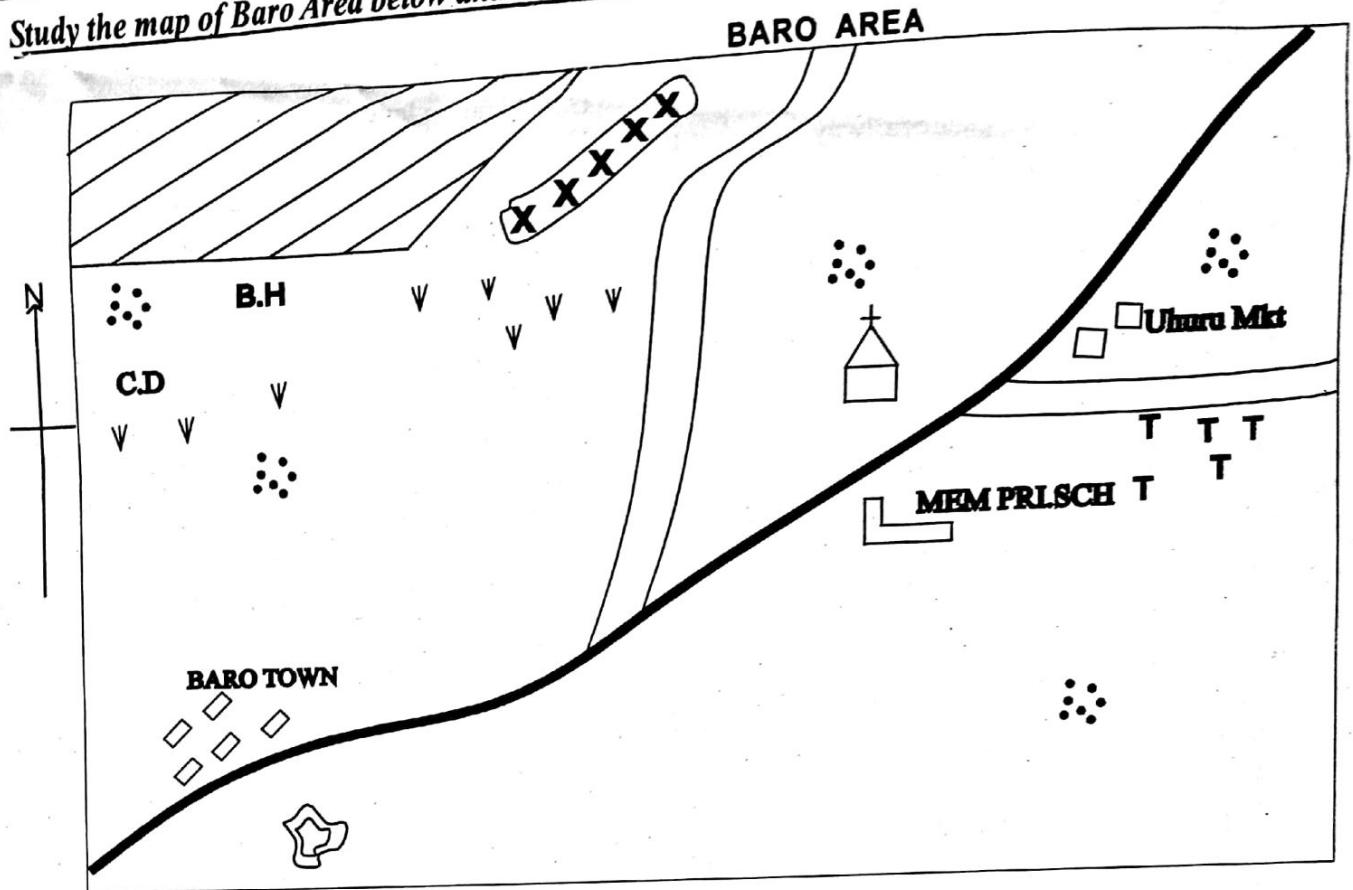 Study the map of Baro Area below
BARO AREA
X
X
X
X
X
N
B.H
Uhuru Mkt
C.D
T T T
T
MEM PRI.SCH T
BARO TOWN